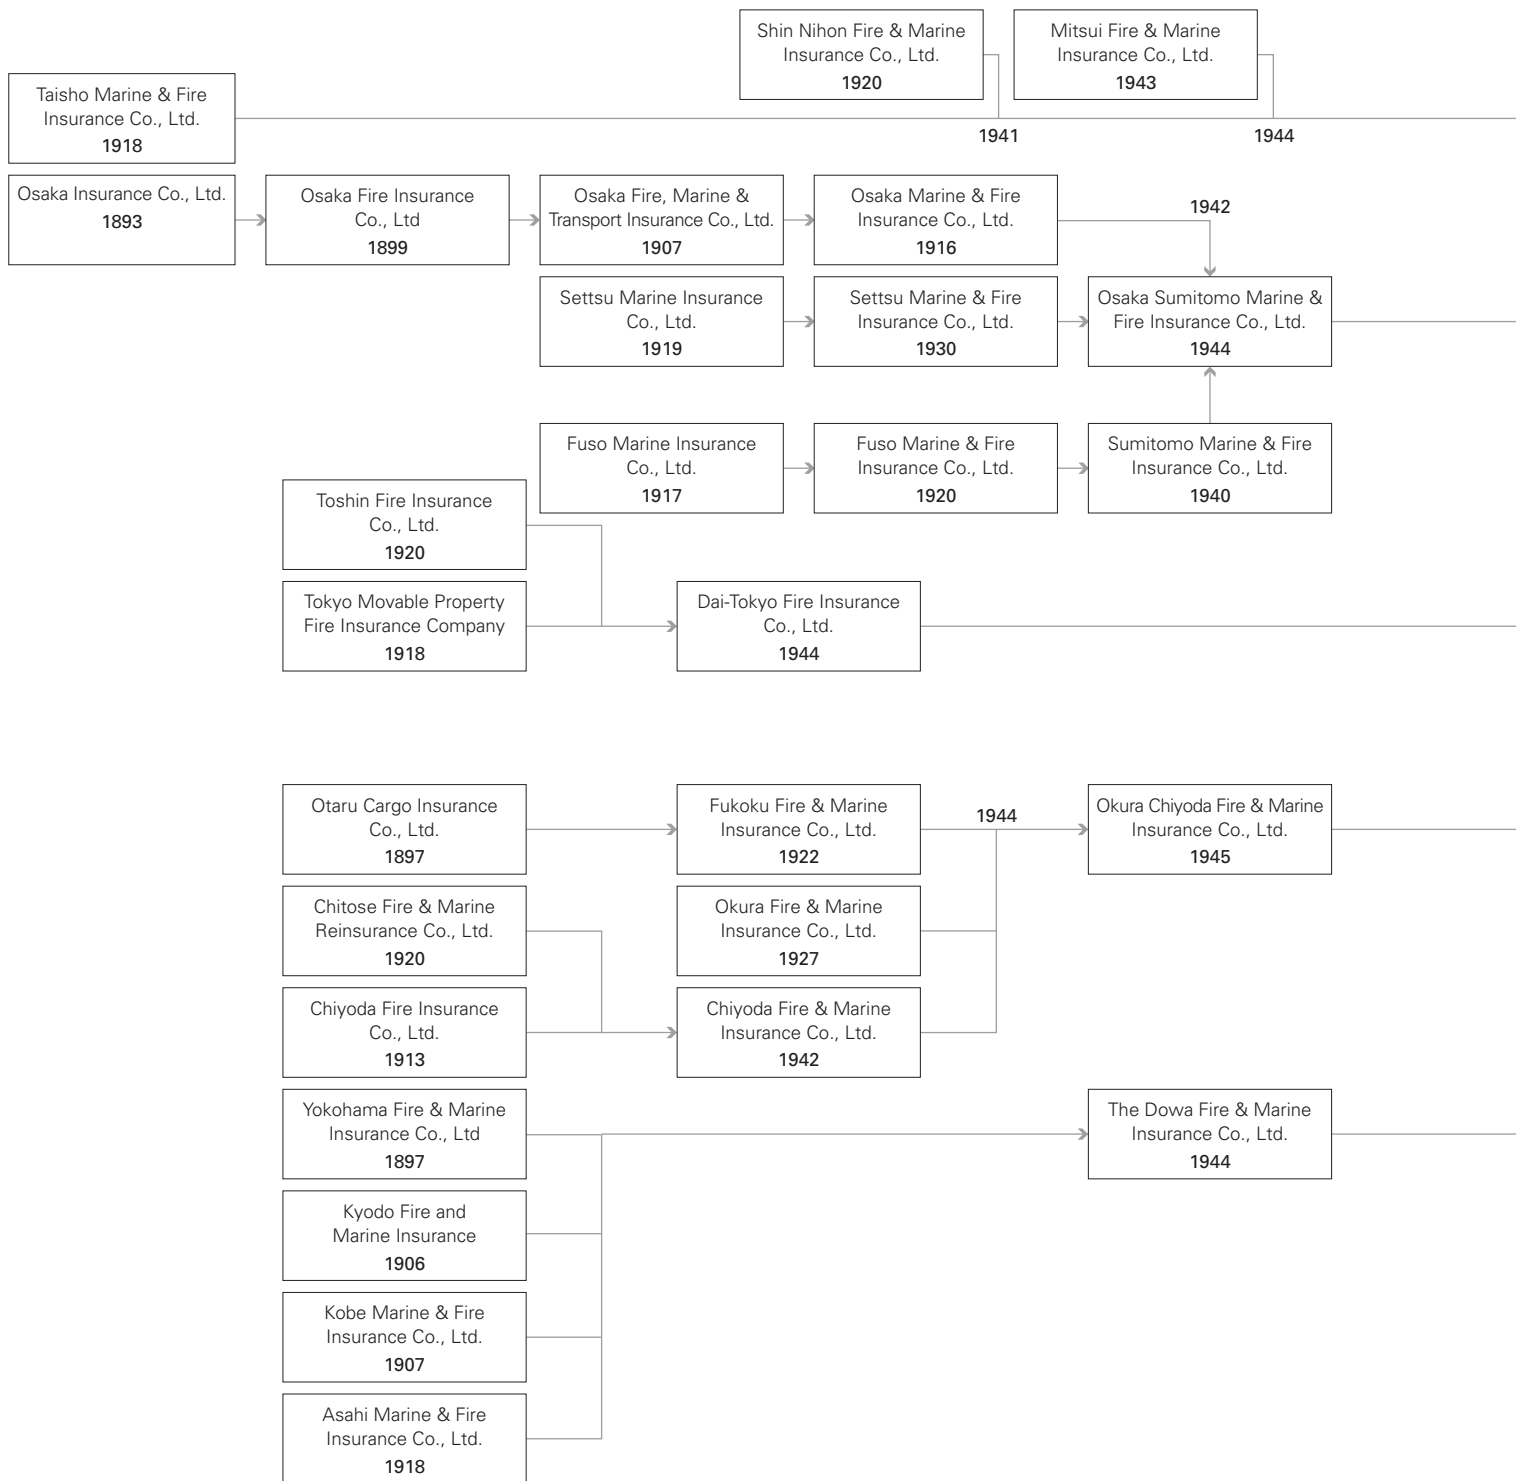 Shin Nihon Fire & Marine
Insurance Co., Ltd.
1920
Mitsui Fire & Marine
Insurance Co., Ltd.
1943
Taisho Marine & Fire
Insurance Co., Ltd.
1918
1941
1944
Osaka Insurance Co., Ltd.
1893
Osaka Fire Insurance
Co., Ltd
1899
Osaka Fire, Marine &
Transport Insurance Co., Ltd.
1907
Osaka Marine & Fire
Insurance Co., Ltd.
1916
1942
Settsu Marine Insurance
Co., Ltd.
1919
Settsu Marine & Fire
Insurance Co., Ltd.
1930
Osaka Sumitomo Marine &
Fire Insurance Co., Ltd.
1944
Fuso Marine Insurance
Co., Ltd.
1917
Fuso Marine & Fire
Insurance Co., Ltd.
1920
Sumitomo Marine & Fire
Insurance Co., Ltd.
1940
Toshin Fire Insurance
Co., Ltd.
1920
Tokyo Movable Property
Fire Insurance Company
1918
Dai-Tokyo Fire Insurance
Co., Ltd.
1944
Otaru Cargo Insurance
Co., Ltd.
1897
Fukoku Fire & Marine
Insurance Co., Ltd.
1922
1944
Okura Chiyoda Fire & Marine
Insurance Co., Ltd.
1945
Chitose Fire & Marine
Reinsurance Co., Ltd.
1920
Okura Fire & Marine
Insurance Co., Ltd.
1927
Chiyoda Fire Insurance
Co., Ltd.
1913
Chiyoda Fire & Marine
Insurance Co., Ltd.
1942
Yokohama Fire & Marine
Insurance Co., Ltd
1897
The Dowa Fire & Marine
Insurance Co., Ltd.
1944
Kyodo Fire and
Marine Insurance
1906
Kobe Marine & Fire
Insurance Co., Ltd.
1907
Asahi Marine & Fire
Insurance Co., Ltd.
1918